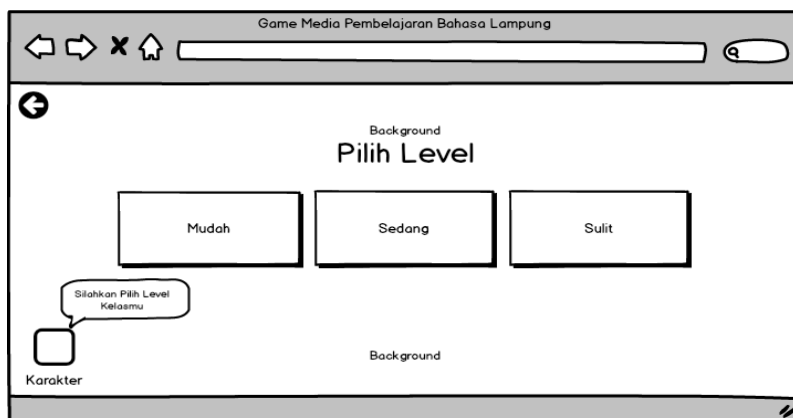 Game Media Pembelajaran Bahasa Lampung
Background
Pilih Level
Mudah
Sedang
Sulit
Silahkan Pilih Level
Kelasmu
Background
Karakter